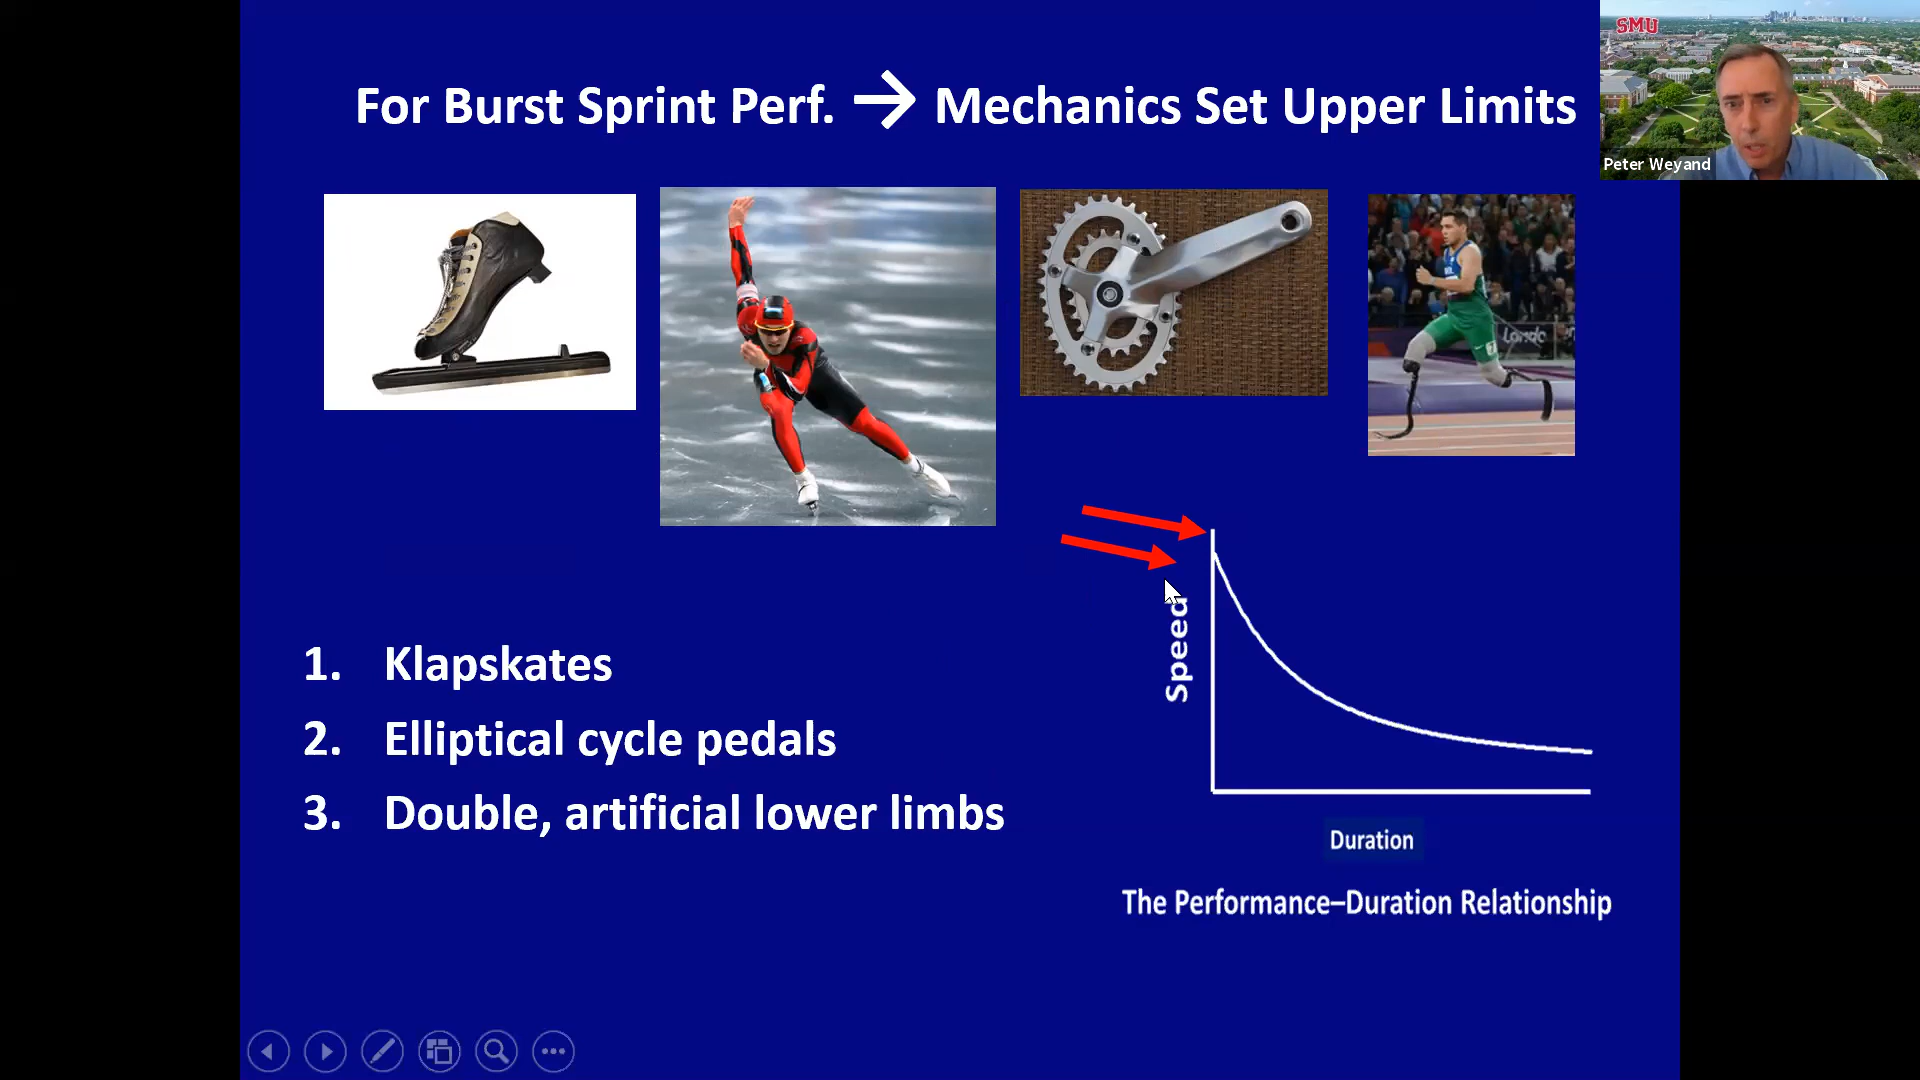 For Burst Sprint Perf. → Mechanics Set Upper Limits
SMU
Peter Weyand
Londo
1. Klapskates
2. Elliptical cycle pedals
3. Double, artificial lower limbs
Speed
Duration
The Performance–Duration Relationship